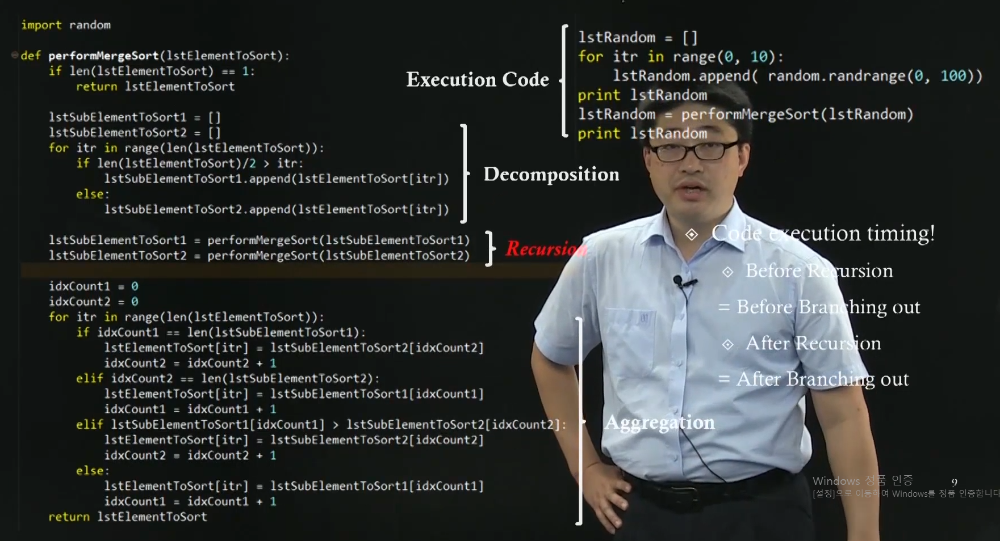 import random
def performMergeSort(lstElementToSort):
    if len(lstElementToSort) == 1:
        return lstElementToSort
    lstSubElementToSort1 = []
    lstSubElementToSort2 = []
    for itr in range(len(lstElementToSort)):
        if len(lstElementToSort)/2 > itr:
            lstSubElementToSort1.append(lstElementToSort[itr])
        else:
            lstSubElementToSort2.append(lstElementToSort[itr])
    lstSubElementToSort1 = performMergeSort(lstSubElementToSort1)
    lstSubElementToSort2 = performMergeSort(lstSubElementToSort2)
    idxCount1 = 0
    idxCount2 = 0
    for itr in range(len(lstElementToSort)):
        if idxCount1 == len(lstSubElementToSort1):
            lstElementToSort[itr] = lstSubElementToSort2[idxCount2]
            idxCount2 = idxCount2 + 1
        elif idxCount2 == len(lstSubElementToSort2):
            lstElementToSort[itr] = lstSubElementToSort1[idxCount1]
            idxCount1 = idxCount1 + 1
        elif lstSubElementToSort1[idxCount1] > lstSubElementToSort2[idxCount2]:
            lstElementToSort[itr] = lstSubElementToSort2[idxCount2]
            idxCount2 = idxCount2 + 1
        else:
            lstElementToSort[itr] = lstSubElementToSort1[idxCount1]
            idxCount1 = idxCount1 + 1
    return lstElementToSort
Execution Code
lstRandom = []
for itr in range(0, 10):
    lstRandom.append( random.randrange(0, 100))
print lstRandom
lstRandom = performMergeSort(lstRandom)
print lstRandom
Decomposition
Recursion
Aggregation
Code execution timing!
Before Recursion
= Before Branching out
After Recursion
= After Branching out
Windows 정품 인증
[설정]으로 이동하여 Windows를 정품 인증합니다
9